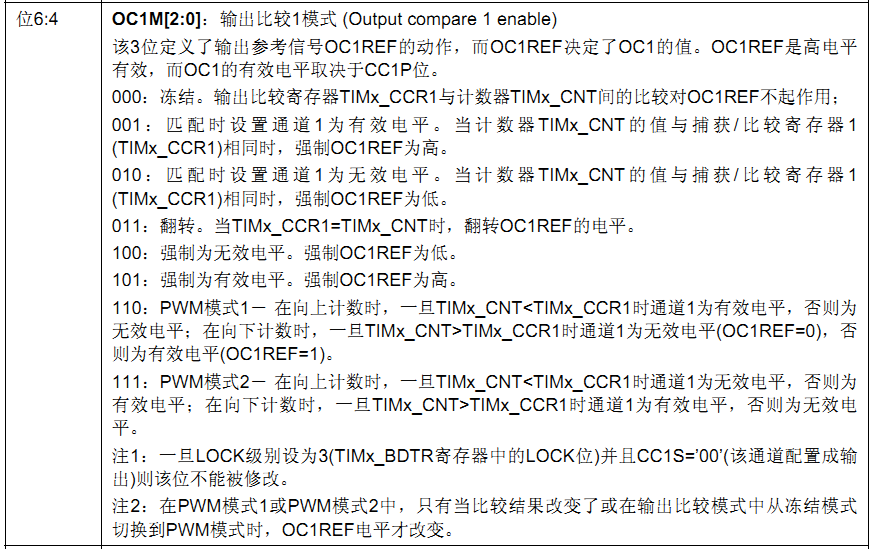 位6:4
OC1M[2:0]：输出比较1模式 (Output compare 1 enable)
该3位定义了输出参考信号OC1REF的动作，而OC1REF决定了OC1的值。OC1REF是高电平
有效，而OC1的有效电平取决于CC1P位。
000：冻结。输出比较寄存器TIMx_CCR1与计数器TIMx_CNT间的比较对OC1REF不起作用；
001：匹配时设置通道1为有效电平。当计数器TIMx_CNT的值与捕获/比较寄存器1
(TIMx_CCR1)相同时，强制OC1REF为高。
010：匹配时设置通道1为无效电平。当计数器TIMx_CNT的值与捕获/比较寄存器1
(TIMx_CCR1)相同时，强制OC1REF为低。
011：翻转。当TIMx_CCR1=TIMx_CNT时，翻转OC1REF的电平。
100：强制为无效电平。强制OC1REF为低。
101：强制为有效电平。强制OC1REF为高。
110：PWM模式1－ 在向上计数时，一旦TIMx_CNT<TIMx_CCR1时通道1为有效电平，否则为
无效电平；在向下计数时，一旦TIMx_CNT>TIMx_CCR1时通道1为无效电平(OC1REF=0)，否
则为有效电平(OC1REF=1)。
111：PWM模式2－ 在向上计数时，一旦TIMx_CNT<TIMx_CCR1时通道1为无效电平，否则为
有效电平；在向下计数时，一旦TIMx_CNT>TIMx_CCR1时通道1为有效电平，否则为无效电
平。
注1：一旦LOCK级别设为3(TIMx_BDTR寄存器中的LOCK位)并且CC1S='00'(该通道配置成输
出)则该位不能被修改。
注2：在PWM模式1或PWM模式2中，只有当比较结果改变了或在输出比较模式中从冻结模式
切换到PWM模式时，OC1REF电平才改变。